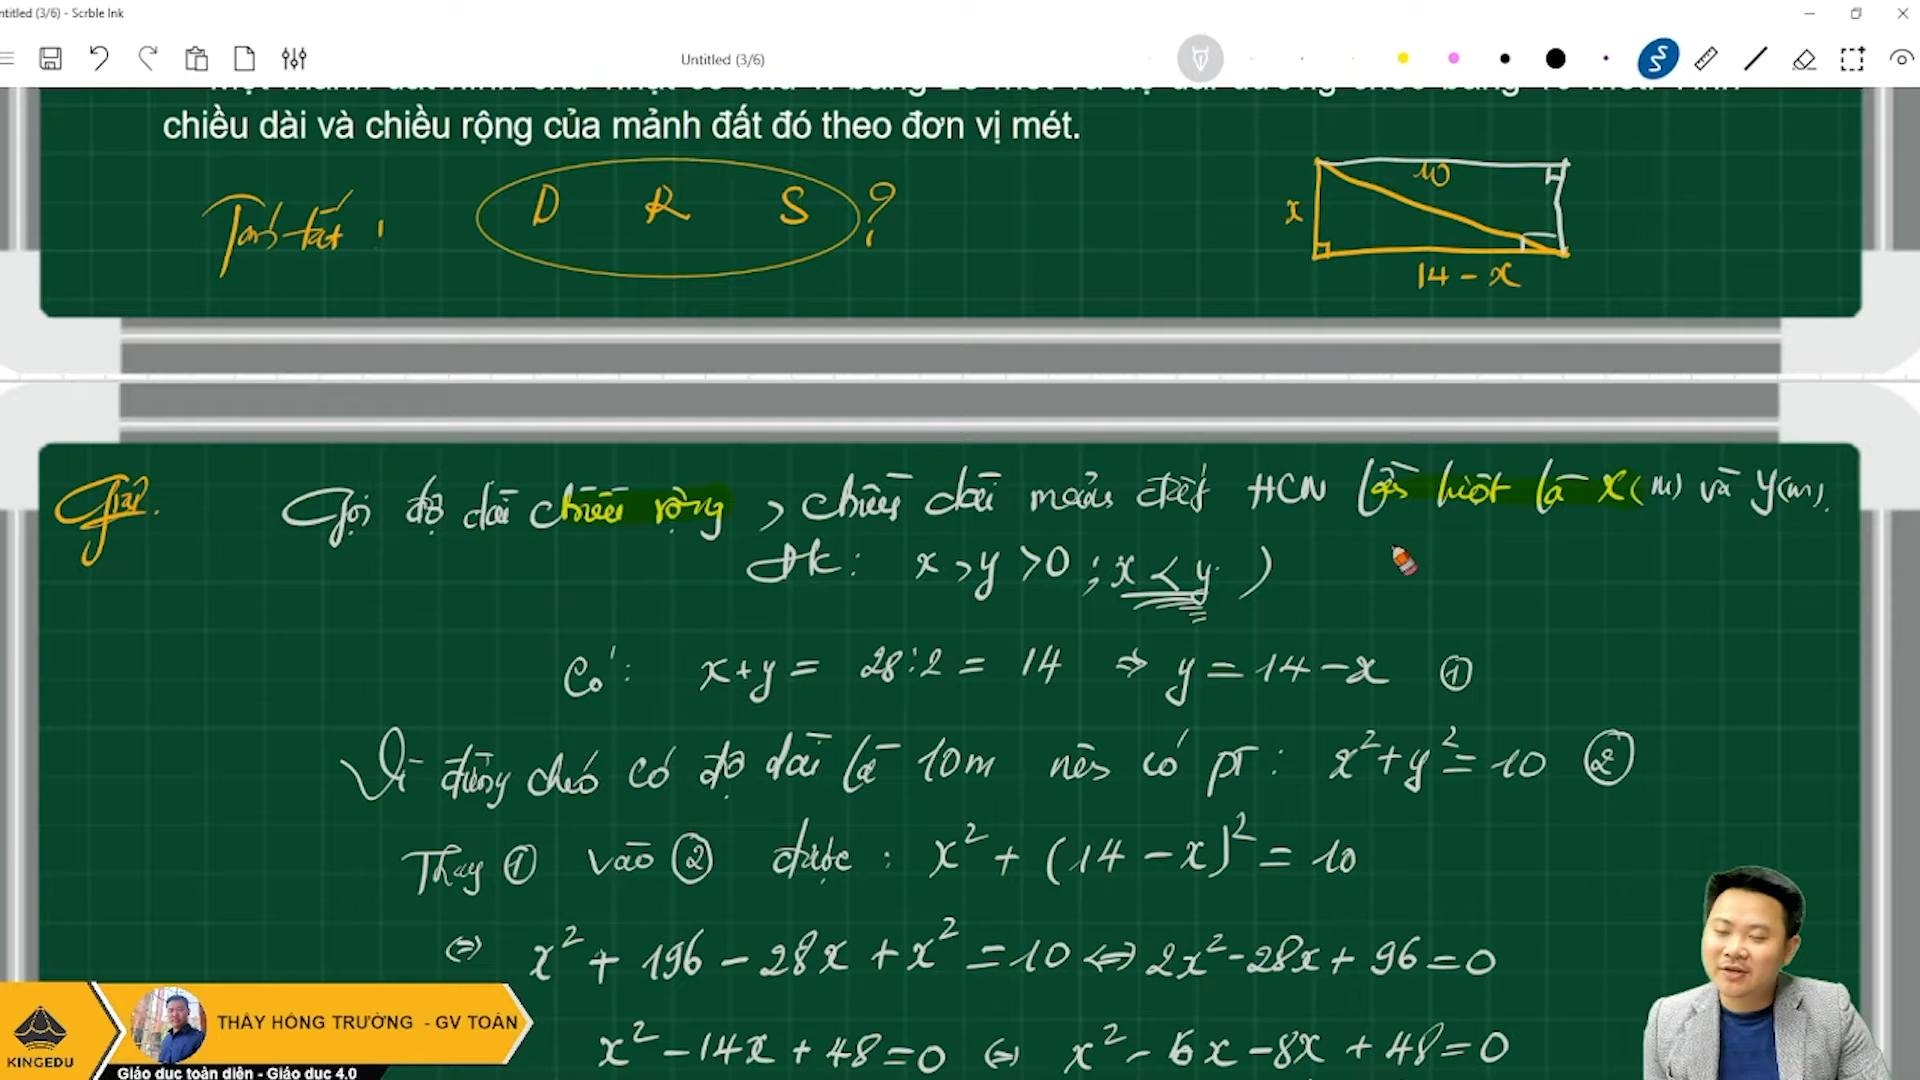 ntitled (3/6) - Scrble Ink
Untitled (3/6)
chiều dài và chiều rộng của mảnh đất đó theo đơn vị mét.
Tóm tắt :
D R S ?
10
x
14 - x
Giải.
Gọi độ dài chiều rộng, chiều dài mảnh đất HCN lần lượt là x(m) và y(m).
ĐK: x, y > 0 ; x < y )
Có: x + y = 28 : 2 = 14 ⇒ y = 14 - x ①
Vì đường chéo có độ dài là 10m nên có pt : x² + y² = 10 ②
Thay ① vào ② được : x² + (14 - x)² = 10
⇔ x² + 196 - 28x + x² = 10 ⇔ 2x² - 28x + 96 = 0
x² - 14x + 48 = 0 ⇔ x² - 6x - 8x + 48 = 0
KINGEDU
THẦY HỒNG TRƯỜNG - GV TOÁN
Giáo dục toàn diện - Giáo dục 4.0